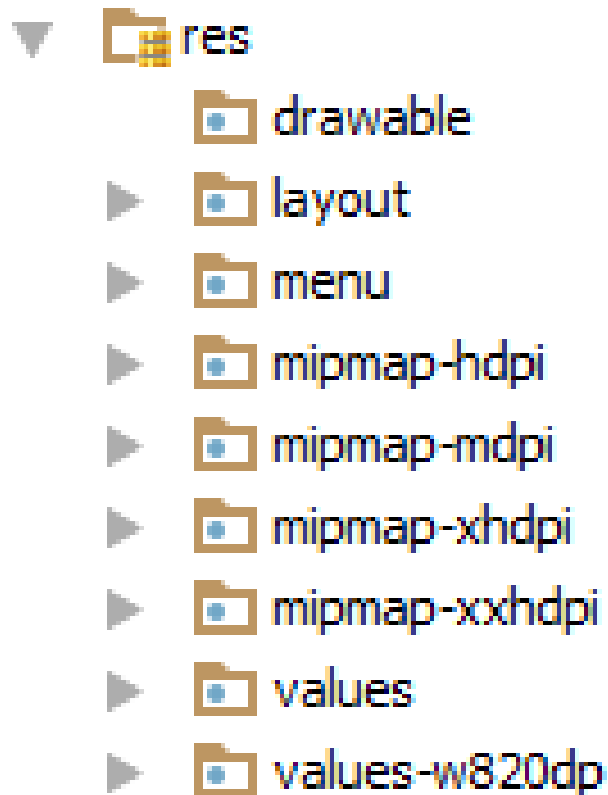 res
drawable
layout
menu
mipmap-hdpi
mipmap-mdpi
mipmap-xhdpi
mipmap-xxhdpi
values
values-w820dp